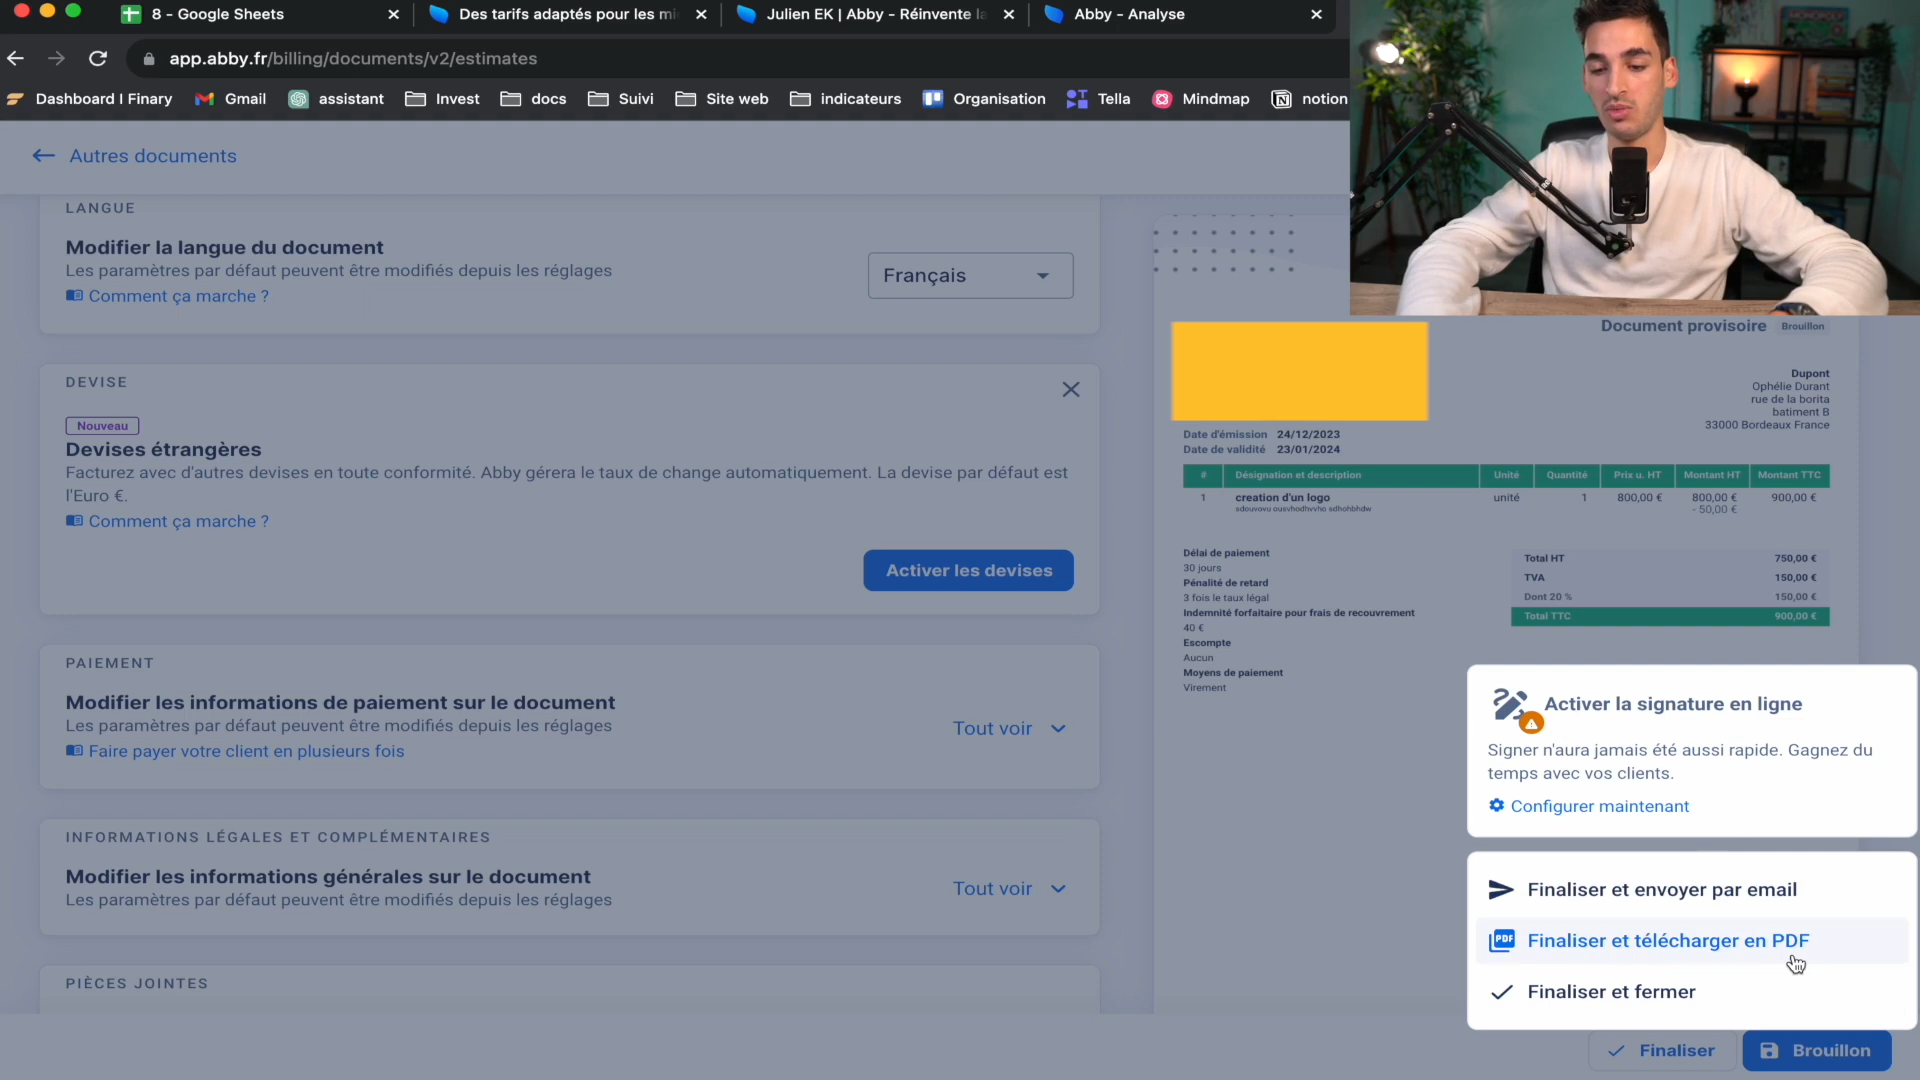 8 - Google Sheets
Des tarifs adaptés pour les mi
Julien EK | Abby - Réinvente la
Abby - Analyse
app.abby.fr/billing/documents/v2/estimates
Dashboard | Finary
Gmail
assistant
Invest
docs
Suivi
Site web
indicateurs
Organisation
Tella
Mindmap
notion
Autres documents
LANGUE
Modifier la langue du document
Les paramètres par défaut peuvent être modifiés depuis les réglages
Comment ça marche ?
Français
DEVISE
Nouveau
Devises étrangères
Facturez avec d'autres devises en toute conformité. Abby gérera le taux de change automatiquement. La devise par défaut est
l'Euro €.
Comment ça marche ?
Activer les devises
PAIEMENT
Modifier les informations de paiement sur le document
Les paramètres par défaut peuvent être modifiés depuis les réglages
Faire payer votre client en plusieurs fois
Tout voir
INFORMATIONS LÉGALES ET COMPLÉMENTAIRES
Modifier les informations générales sur le document
Les paramètres par défaut peuvent être modifiés depuis les réglages
Tout voir
PIÈCES JOINTES
MONOPOLY
Document provisoire Brouillon
Dupont
Ophélie Durant
rue de la borita
batiment B
33000 Bordeaux France
Date d'émission 24/12/2023
Date de validité 23/01/2024
# Désignation et description Unité Quantité Prix u. HT Montant HT Montant TTC
1 creation d'un logo unité 1 800,00 € 800,00 € 900,00 €
- 50,00 €
Délai de paiement
30 jours
Pénalité de retard
3 fois le taux légal
Indemnité forfaitaire pour frais de recouvrement
40 €
Escompte
Aucun
Moyens de paiement
Virement
Total HT 750,00 €
TVA 150,00 €
Dont 20 % 150,00 €
Total TTC 900,00 €
Activer la signature en ligne
Signer n'aura jamais été aussi rapide. Gagnez du
temps avec vos clients.
Configurer maintenant
Finaliser et envoyer par email
PDF Finaliser et télécharger en PDF
Finaliser et fermer
Finaliser
Brouillon